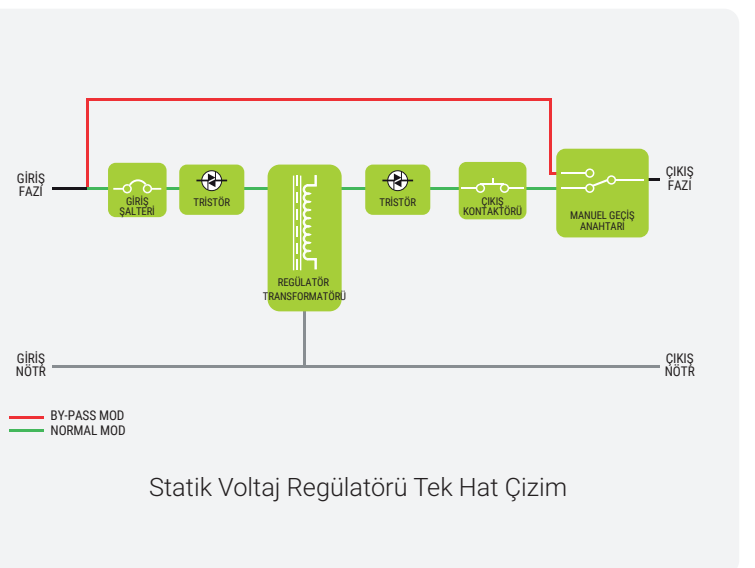 GİRİŞ
FAZİ
GİRİŞ
ŞALTERİ
TRİSTÖR
REGÜLATÖR
TRANSFORMATÖRÜ
TRİSTÖR
ÇIKIŞ
KONTAKTÖRÜ
MANUEL GEÇİŞ
ANAHTARİ
ÇIKIŞ
FAZİ
GİRİŞ
NÖTR
ÇIKIŞ
NÖTR
BY-PASS MOD
NORMAL MOD
Statik Voltaj Regülatörü Tek Hat Çizim